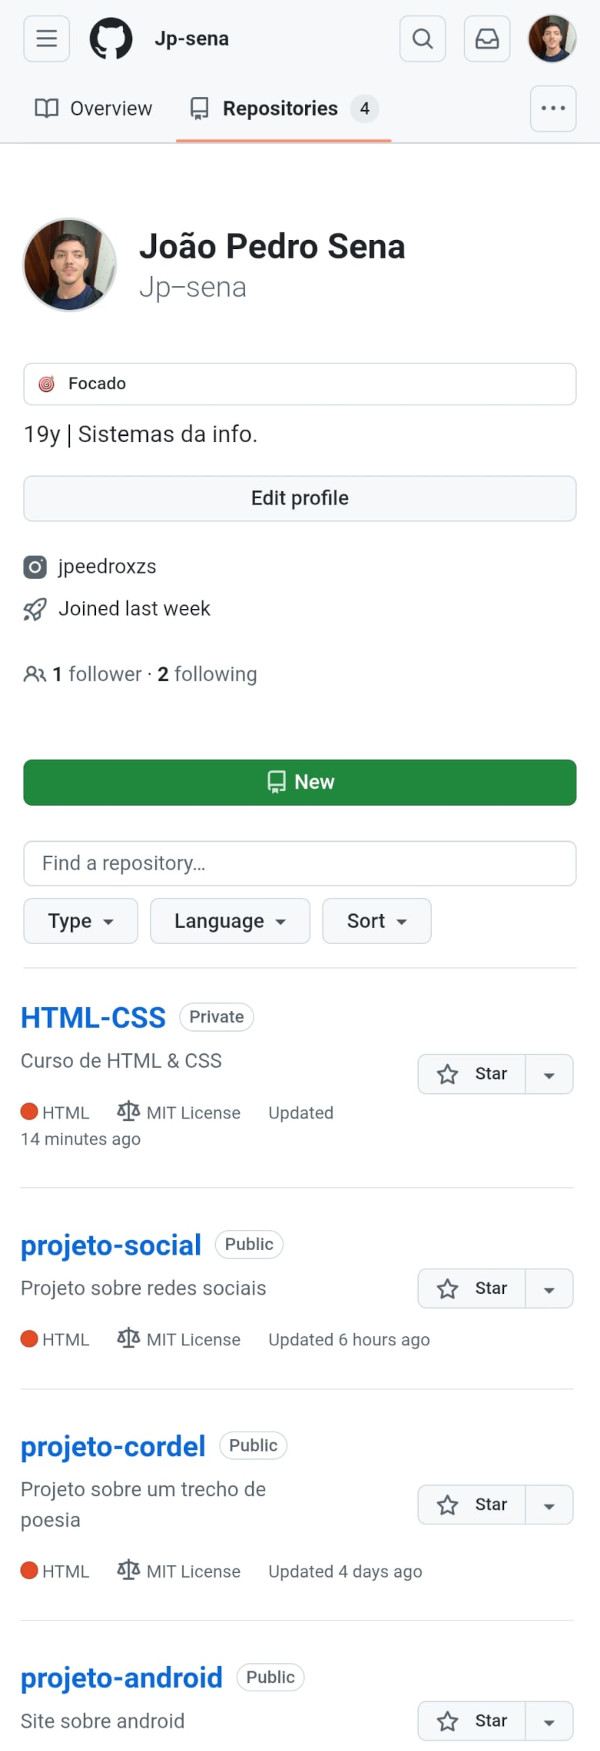 Jp-sena
Overview
Repositories 4
João Pedro Sena
Jp-sena
Focado
19y | Sistemas da info.
Edit profile
jpeedroxzs
Joined last week
1 follower · 2 following
New
Find a repository...
Type
Language
Sort
HTML-CSS Private
Curso de HTML & CSS
Star
HTML MIT License Updated
14 minutes ago
projeto-social Public
Projeto sobre redes sociais
Star
HTML MIT License Updated 6 hours ago
projeto-cordel Public
Projeto sobre um trecho de
poesia
Star
HTML MIT License Updated 4 days ago
projeto-android Public
Site sobre android
Star